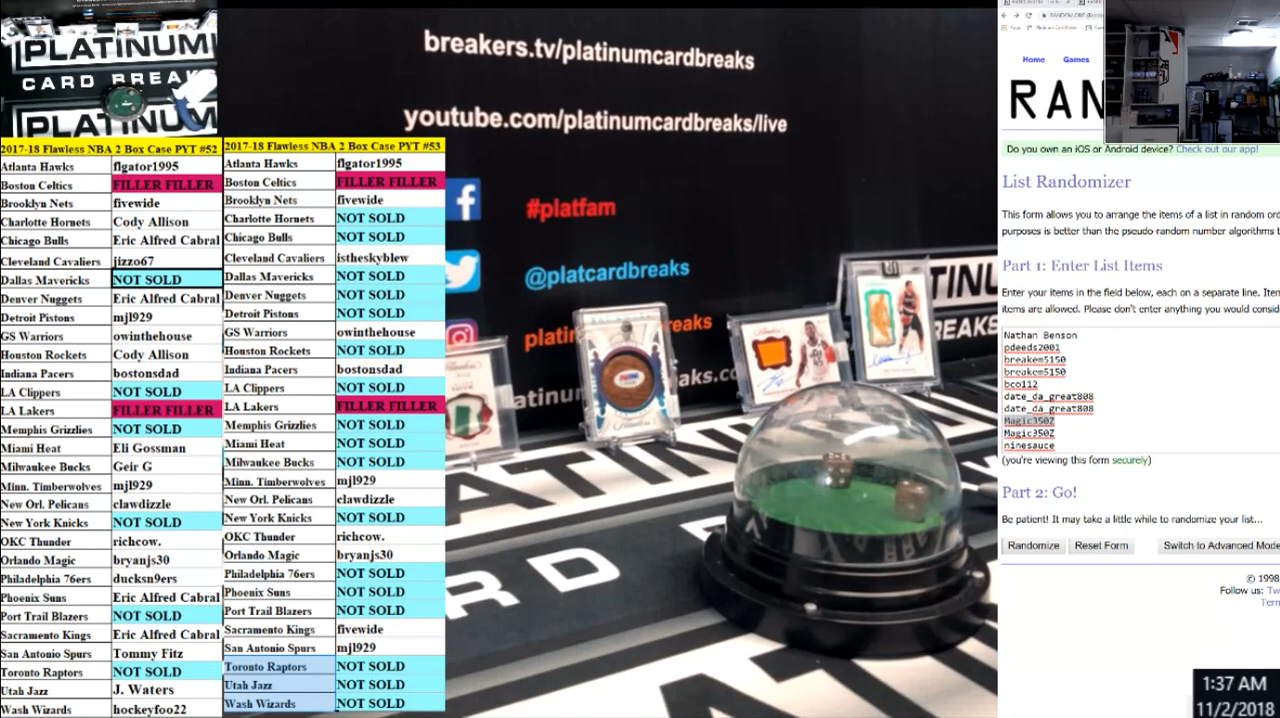 PLATINUM
CARD BREAK
PLATINUM
2017-18 Flawless NBA 2 Box Case PYT #52
Atlanta Hawks flgator1995
Boston Celtics FILLER FILLER
Brooklyn Nets fivewide
Charlotte Hornets Cody Allison
Chicago Bulls Eric Alfred Cabral
Cleveland Cavaliers jizzo67
Dallas Mavericks NOT SOLD
Denver Nuggets Eric Alfred Cabral
Detroit Pistons mjl929
GS Warriors owinthehouse
Houston Rockets Cody Allison
Indiana Pacers bostonsdad
LA Clippers NOT SOLD
LA Lakers FILLER FILLER
Memphis Grizzlies NOT SOLD
Miami Heat Eli Gossman
Milwaukee Bucks Geir G
Minn. Timberwolves mjl929
New Orl. Pelicans clawdizzle
New York Knicks NOT SOLD
OKC Thunder richcow.
Orlando Magic bryanjs30
Philadelphia 76ers ducksn9ers
Phoenix Suns Eric Alfred Cabral
Port Trail Blazers NOT SOLD
Sacramento Kings Eric Alfred Cabral
San Antonio Spurs Tommy Fitz
Toronto Raptors NOT SOLD
Utah Jazz J. Waters
Wash Wizards hockeyfoo22
2017-18 Flawless NBA 2 Box Case PYT #53
Atlanta Hawks flgator1995
Boston Celtics FILLER FILLER
Brooklyn Nets fivewide
Charlotte Hornets NOT SOLD
Chicago Bulls NOT SOLD
Cleveland Cavaliers istheskyblew
Dallas Mavericks NOT SOLD
Denver Nuggets NOT SOLD
Detroit Pistons NOT SOLD
GS Warriors owinthehouse
Houston Rockets NOT SOLD
Indiana Pacers bostonsdad
LA Clippers NOT SOLD
LA Lakers FILLER FILLER
Memphis Grizzlies NOT SOLD
Miami Heat NOT SOLD
Milwaukee Bucks NOT SOLD
Minn. Timberwolves mjl929
New Orl. Pelicans clawdizzle
New York Knicks NOT SOLD
OKC Thunder richcow.
Orlando Magic bryanjs30
Philadelphia 76ers NOT SOLD
Phoenix Suns NOT SOLD
Port Trail Blazers NOT SOLD
Sacramento Kings fivewide
San Antonio Spurs mjl929
Toronto Raptors NOT SOLD
Utah Jazz NOT SOLD
Wash Wizards NOT SOLD
breakers.tv/platinumcardbreaks
youtube.com/platinumcardbreaks/live
#platfam
@platcardbreaks
platin reaks
Home Games
RAN
Do you own an iOS or Android device? Check out our app!
List Randomizer
This form allows you to arrange the items of a list in random ord
purposes is better than the pseudo-random number algorithms t
Part 1: Enter List Items
Enter your items in the field below, each on a separate line. Iten
items are allowed. Please don't enter anything you would consid
Nathan Benson
pdeeds2001
breakem5150
breakem5150
bco112
date_da_great808
date_da_great808
Magic350Z
Magic350Z
ninesauce
(you're viewing this form securely)
Part 2: Go!
Be patient! It may take a little while to randomize your list...
Randomize Reset Form Switch to Advanced Mode
© 1998
Follow us: Tw
Term
1:37 AM
11/2/2018